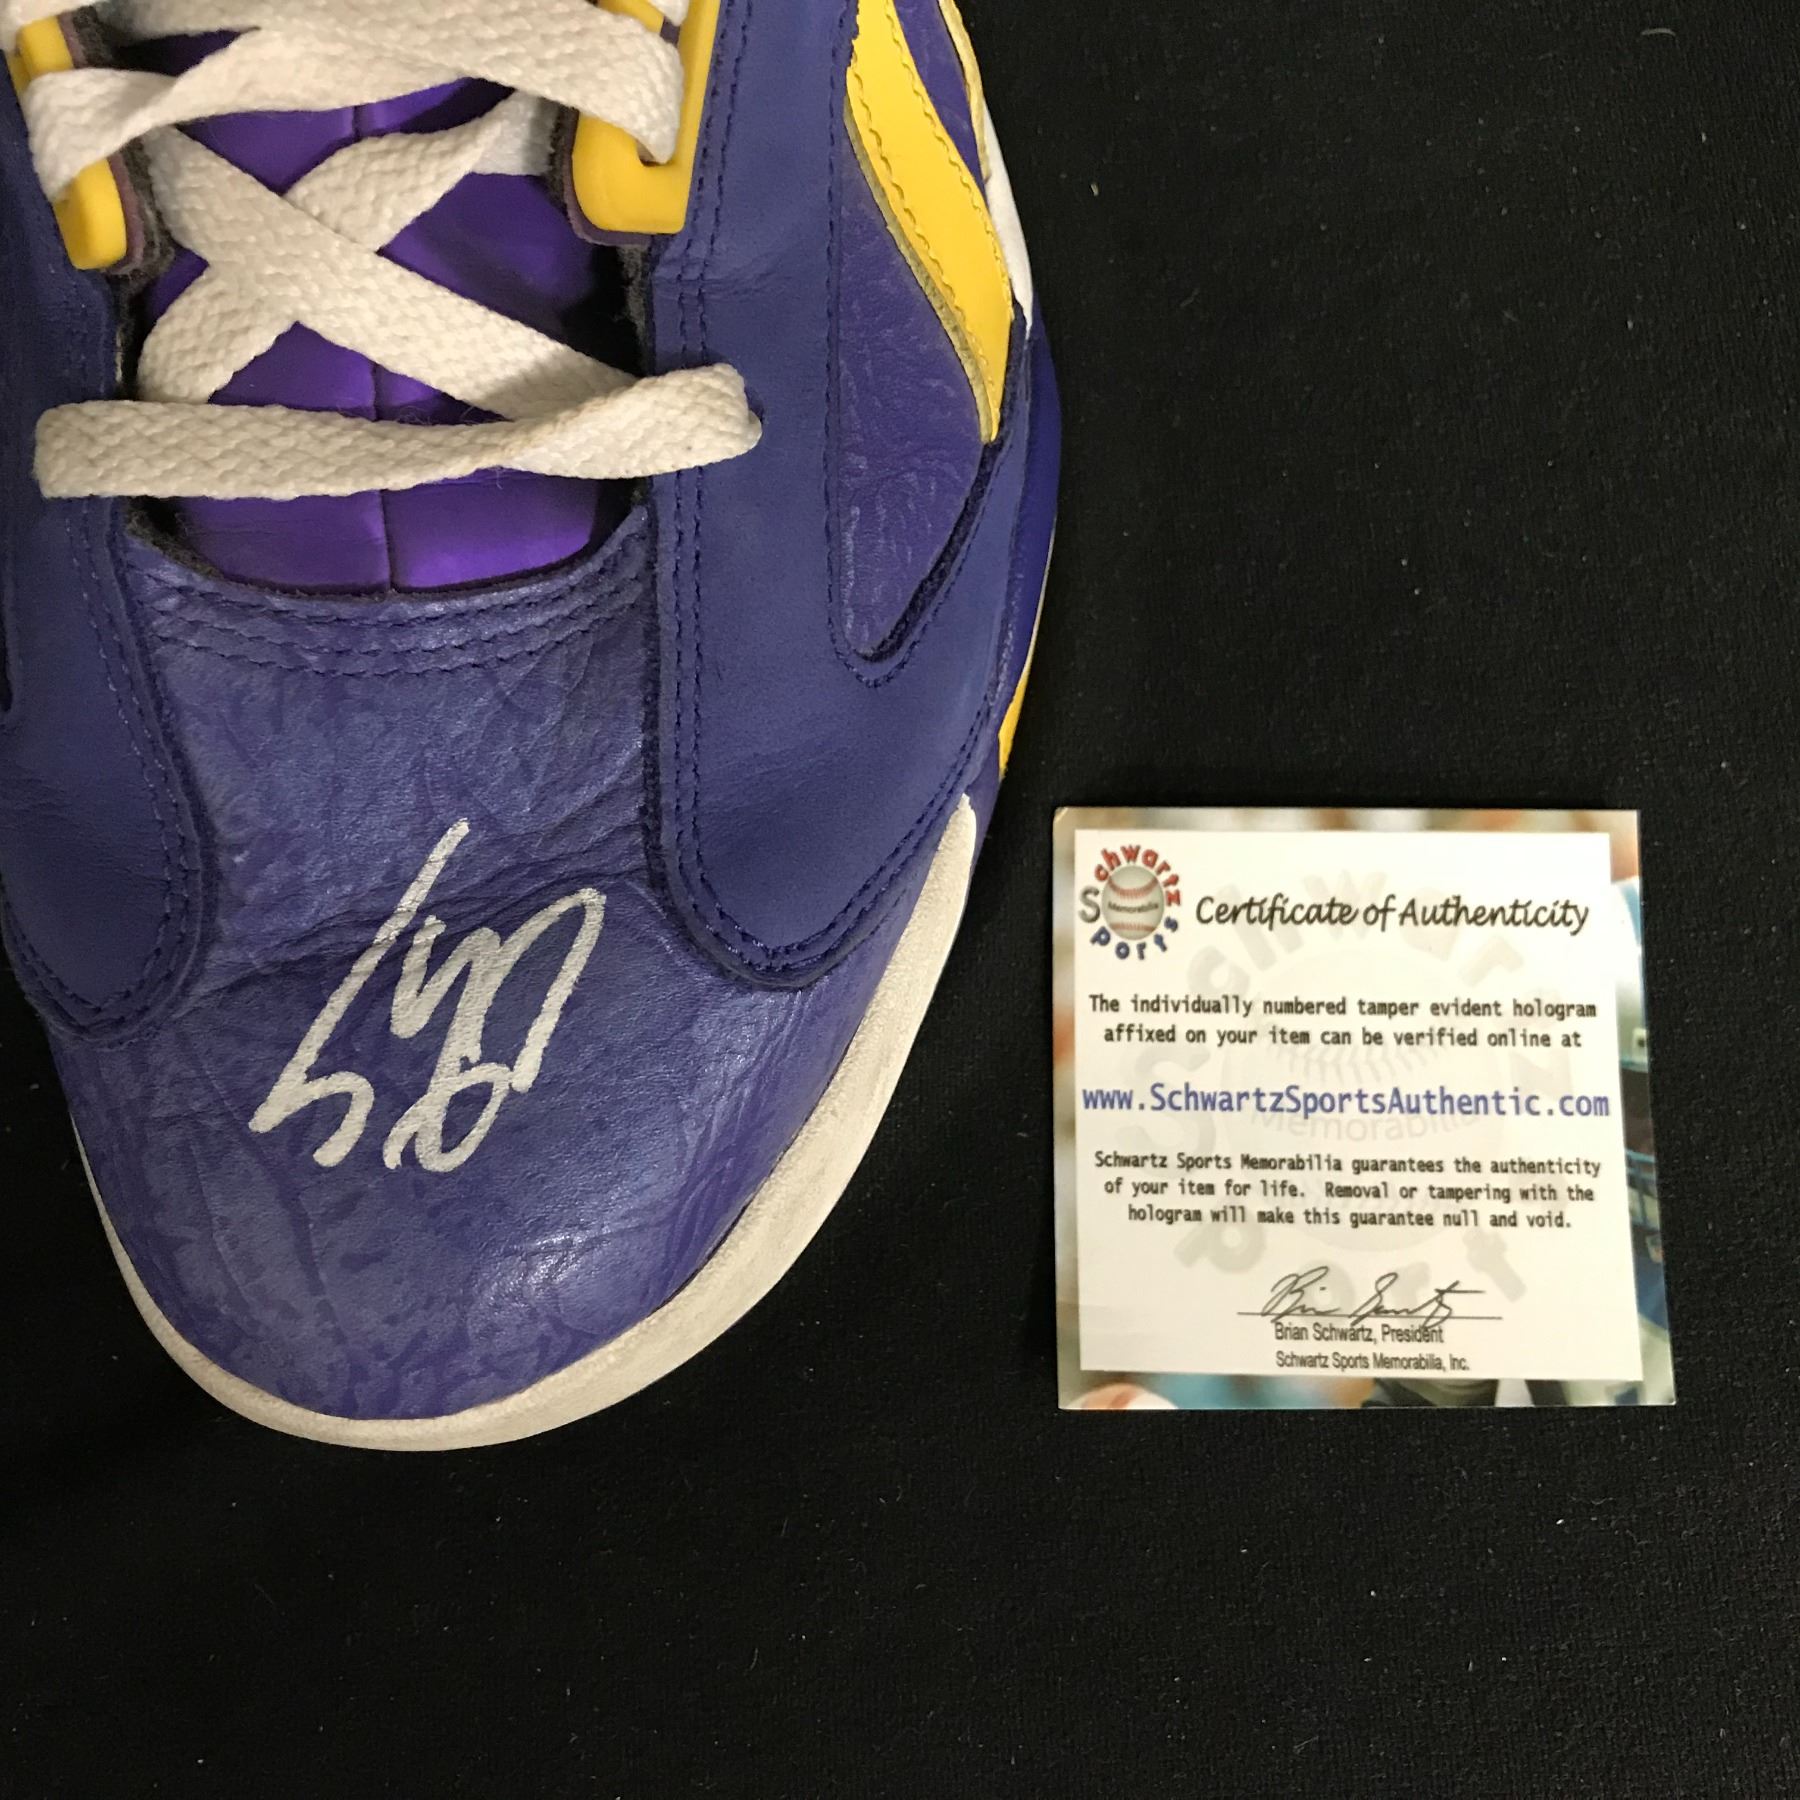 Schwartz
Sports
Memorabilia
Certificate of Authenticity
The individually numbered tamper evident hologram
affixed on your item can be verified online at
www.SchwartzSportsAuthentic.com
Schwartz Sports Memorabilia guarantees the authenticity
of your item for life. Removal or tampering with the
hologram will make this guarantee null and void.
Brian Schwartz, President
Schwartz Sports Memorabilia, Inc.